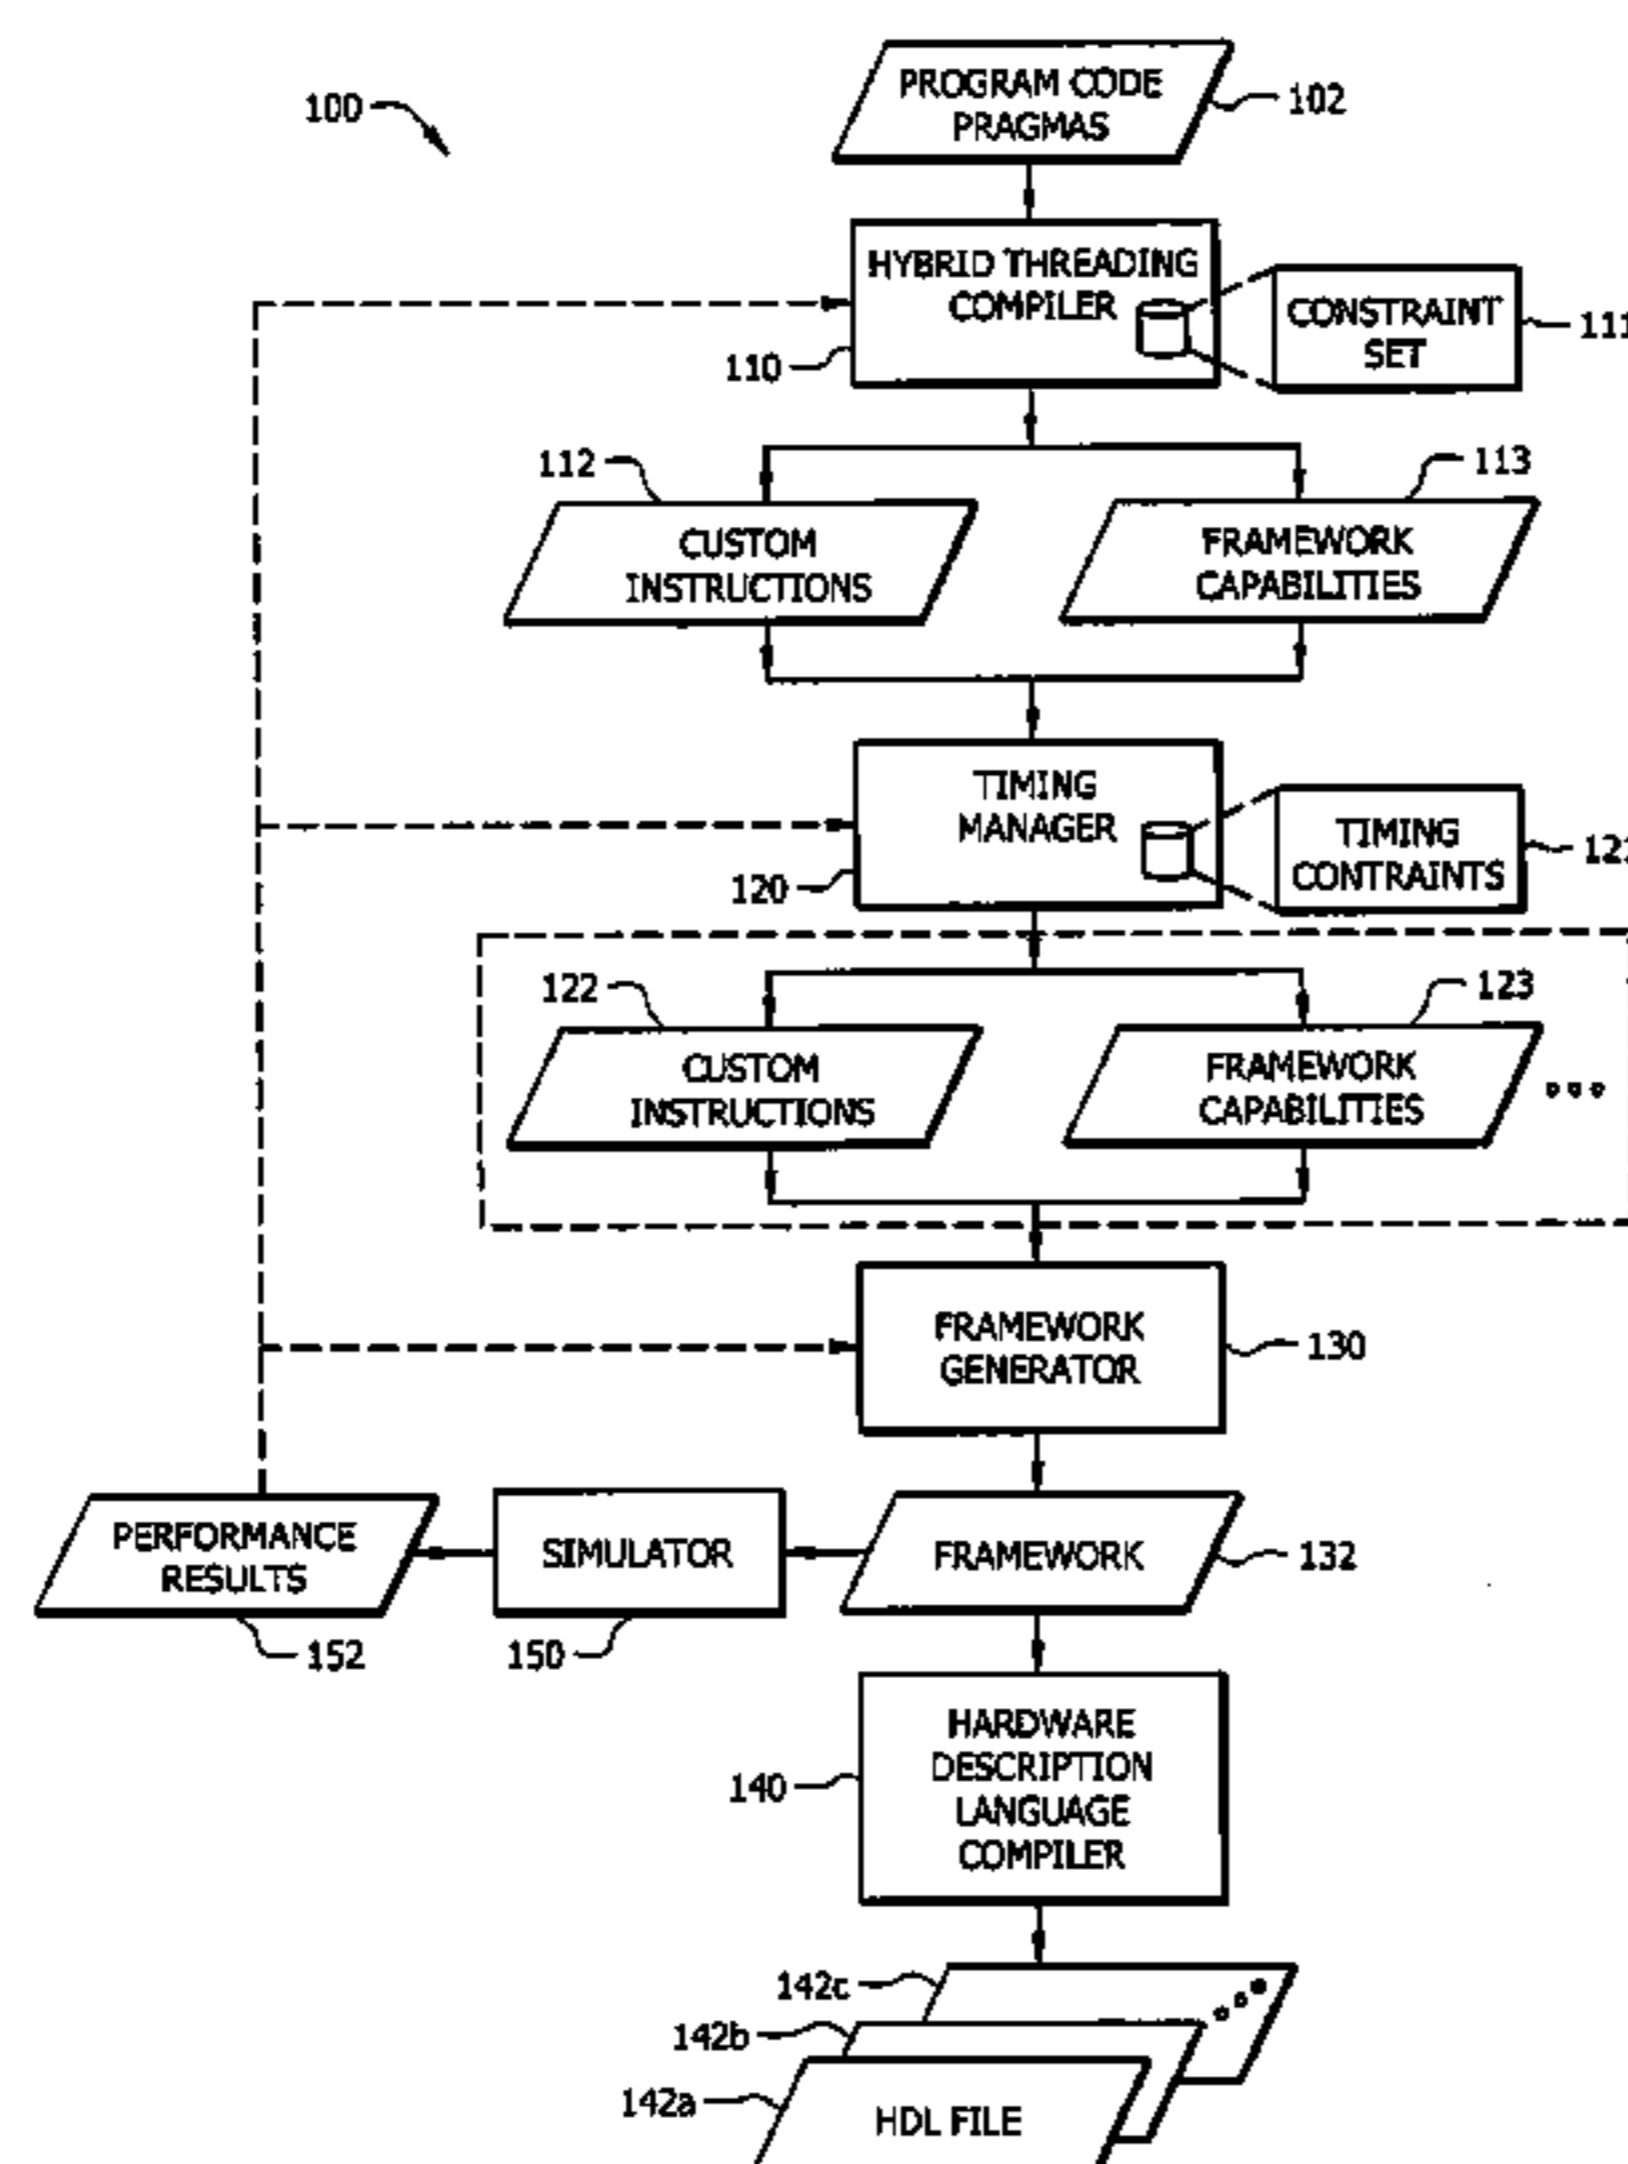 100
PROGRAM CODE
PRAGMAS
102
HYBRID THREADING
COMPILER
110
CONSTRAINT
SET
111
112
CUSTOM
INSTRUCTIONS
113
FRAMEWORK
CAPABILITIES
TIMING
MANAGER
120
TIMING
CONTRAINTS
122
CUSTOM
INSTRUCTIONS
123
FRAMEWORK
CAPABILITIES
FRAMEWORK
GENERATOR
130
PERFORMANCE
RESULTS
152
SIMULATOR
150
FRAMEWORK
132
HARDWARE
DESCRIPTION
LANGUAGE
COMPILER
140
142c
142b
142a
HDL FILE